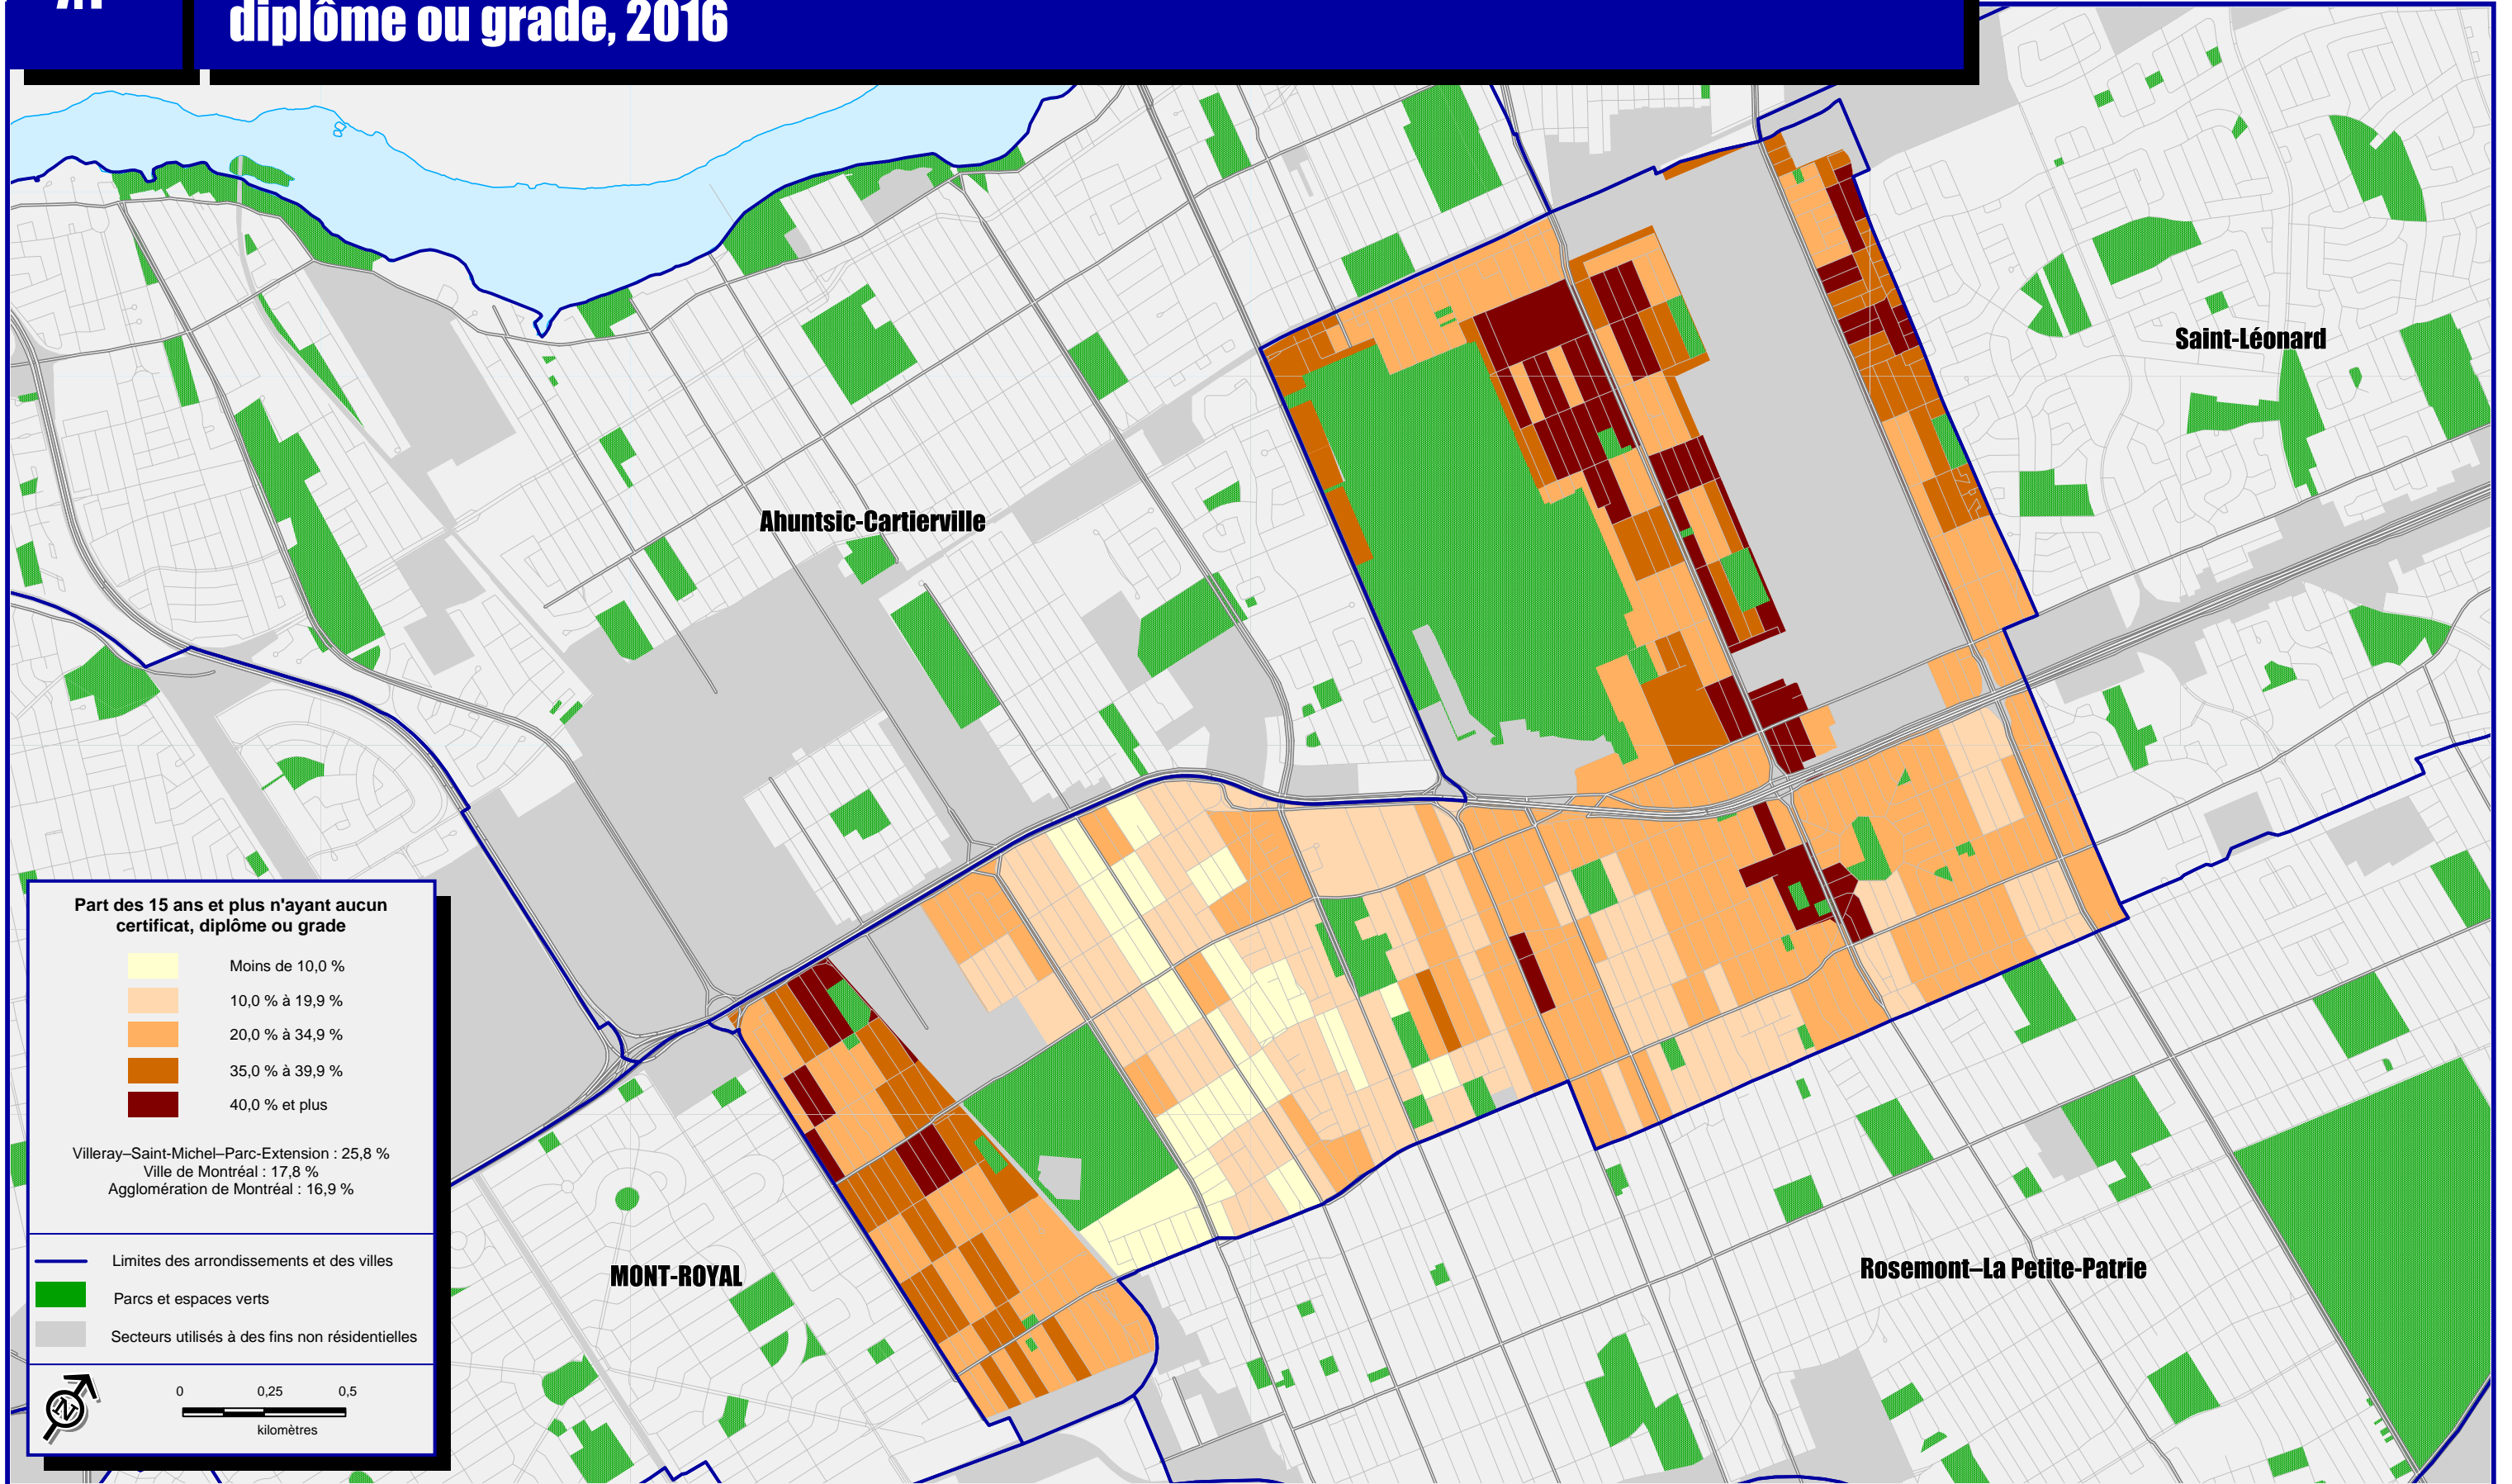 diplôme ou grade, 2016
Saint-Léonard
Ahuntsic-Cartierville
Part des 15 ans et plus n'ayant aucun
certificat, diplôme ou grade
Moins de 10,0 %
10,0 % à 19,9 %
20,0 % à 34,9 %
35,0 % à 39,9 %
40,0 % et plus
Villeray–Saint-Michel–Parc-Extension : 25,8 %
Ville de Montréal : 17,8 %
Agglomération de Montréal : 16,9 %
Limites des arrondissements et des villes
Parcs et espaces verts
Secteurs utilisés à des fins non résidentielles
N
0 0,25 0,5
kilomètres
MONT-ROYAL
Rosemont–La Petite-Patrie